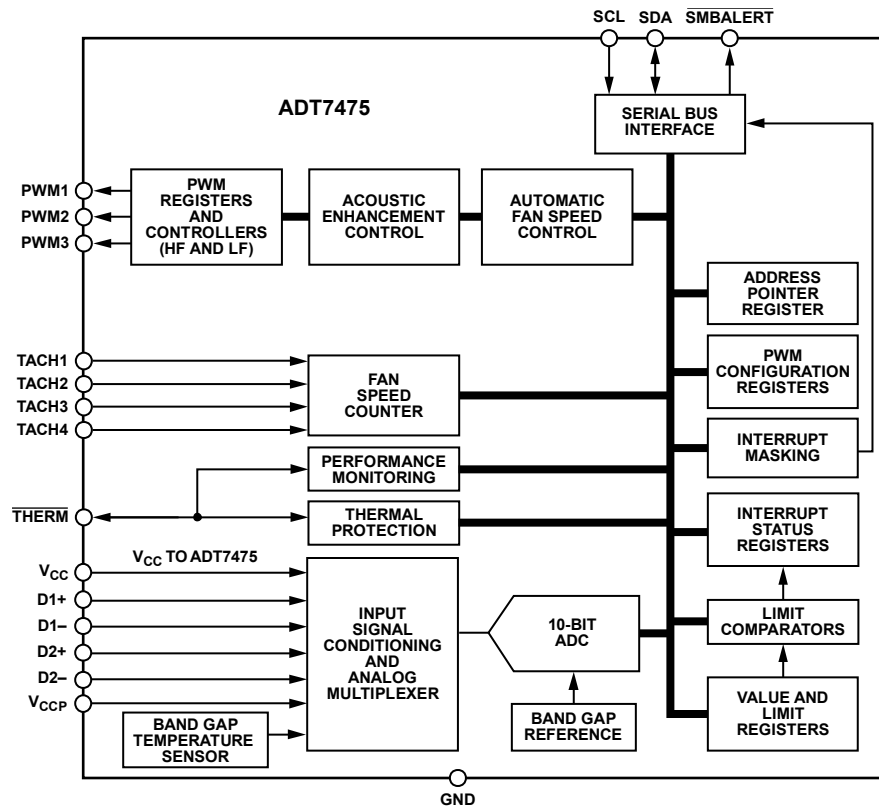 SCL SDA SMBALERT
ADT7475
SERIAL BUS
INTERFACE
PWM1
PWM2
PWM3
PWM
REGISTERS
AND
CONTROLLERS
(HF AND LF)
ACOUSTIC
ENHANCEMENT
CONTROL
AUTOMATIC
FAN SPEED
CONTROL
ADDRESS
POINTER
REGISTER
TACH1
TACH2
TACH3
TACH4
FAN
SPEED
COUNTER
PWM
CONFIGURATION
REGISTERS
PERFORMANCE
MONITORING
INTERRUPT
MASKING
THERM
THERMAL
PROTECTION
INTERRUPT
STATUS
REGISTERS
VCC
VCC TO ADT7475
D1+
D1–
D2+
D2–
VCCP
INPUT
SIGNAL
CONDITIONING
AND
ANALOG
MULTIPLEXER
10-BIT
ADC
LIMIT
COMPARATORS
BAND GAP
TEMPERATURE
SENSOR
BAND GAP
REFERENCE
VALUE AND
LIMIT
REGISTERS
GND